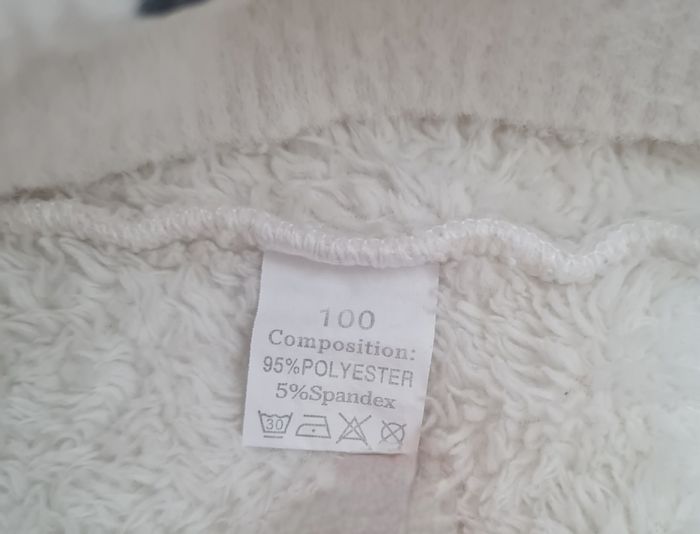 100
Composition:
95%POLYESTER
5%Spandex
30